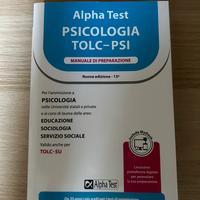 Alpha Test
PSICOLOGIA
TOLC-PSI
MANUALE DI PREPARAZIONE
Nuova edizione - 13ª
Per l'ammissione a
PSICOLOGIA
nelle Università statali e private
e ai corsi di laurea delle aree:
EDUCAZIONE
SOCIOLOGIA
SERVIZIO SOCIALE
Valido anche per
TOLC-SU
Alpha Test